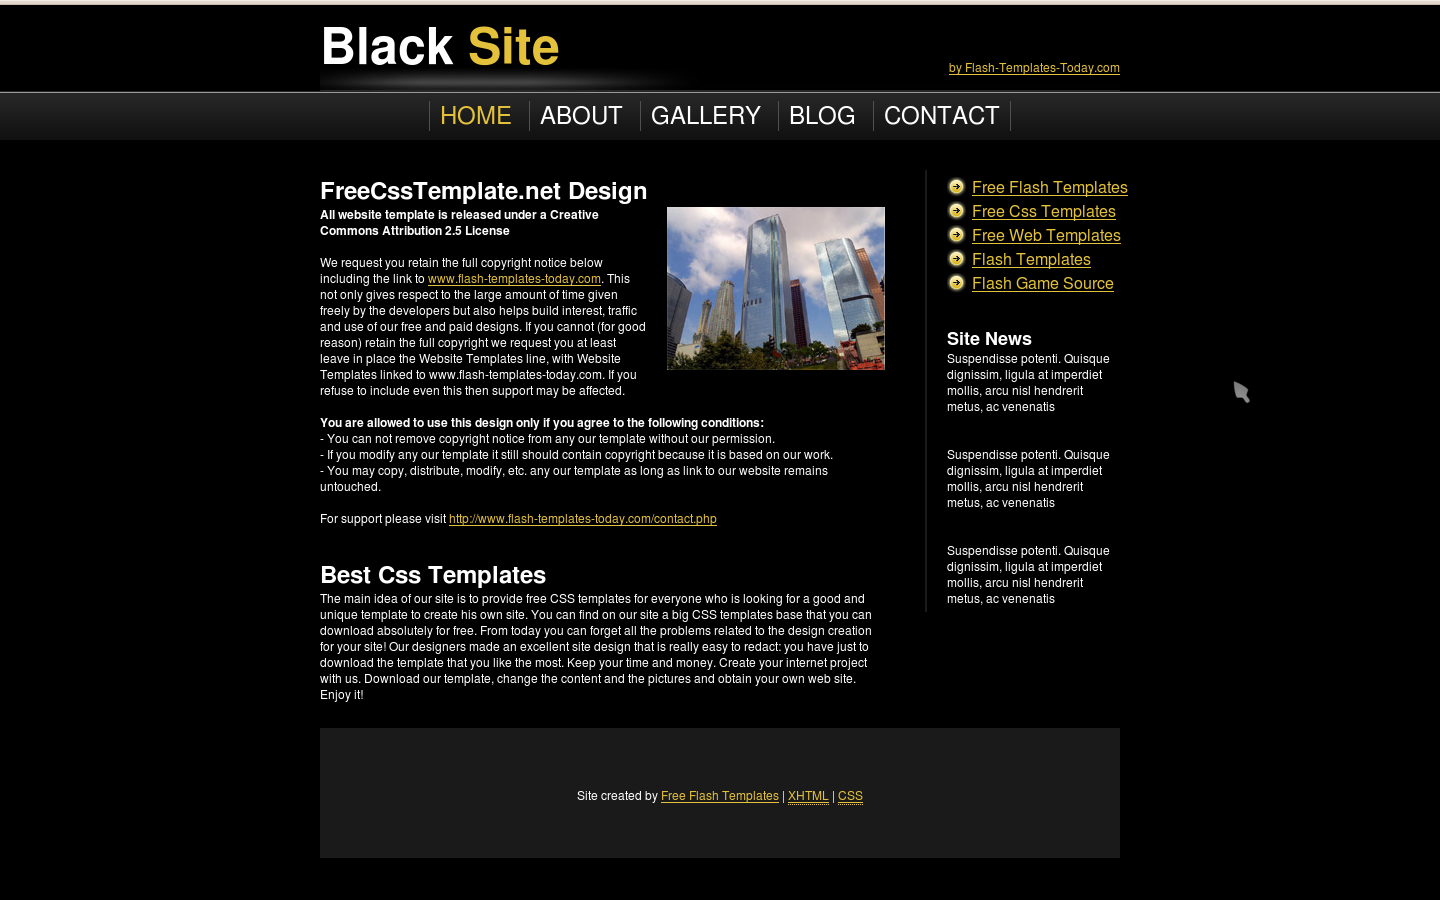 Black Site
by Flash-Templates-Today.com
HOME
ABOUT
GALLERY
BLOG
CONTACT
FreeCssTemplate.net Design
All website template is released under a Creative
Commons Attribution 2.5 License
We request you retain the full copyright notice below
including the link to www.flash-templates-today.com. This
not only gives respect to the large amount of time given
freely by the developers but also helps build interest, traffic
and use of our free and paid designs. If you cannot (for good
reason) retain the full copyright we request you at least
leave in place the Website Templates line, with Website
Templates linked to www.flash-templates-today.com. If you
refuse to include even this then support may be affected.
You are allowed to use this design only if you agree to the following conditions:
- You can not remove copyright notice from any our template without our permission.
- If you modify any our template it still should contain copyright because it is based on our work.
- You may copy, distribute, modify, etc. any our template as long as link to our website remains
untouched.
For support please visit http://www.flash-templates-today.com/contact.php
Best Css Templates
The main idea of our site is to provide free CSS templates for everyone who is looking for a good and
unique template to create his own site. You can find on our site a big CSS templates base that you can
download absolutely for free. From today you can forget all the problems related to the design creation
for your site! Our designers made an excellent site design that is really easy to redact: you have just to
download the template that you like the most. Keep your time and money. Create your internet project
with us. Download our template, change the content and the pictures and obtain your own web site.
Enjoy it!
Free Flash Templates
Free Css Templates
Free Web Templates
Flash Templates
Flash Game Source
Site News
Suspendisse potenti. Quisque
dignissim, ligula at imperdiet
mollis, arcu nisl hendrerit
metus, ac venenatis
Suspendisse potenti. Quisque
dignissim, ligula at imperdiet
mollis, arcu nisl hendrerit
metus, ac venenatis
Suspendisse potenti. Quisque
dignissim, ligula at imperdiet
mollis, arcu nisl hendrerit
metus, ac venenatis
Site created by Free Flash Templates | XHTML | CSS